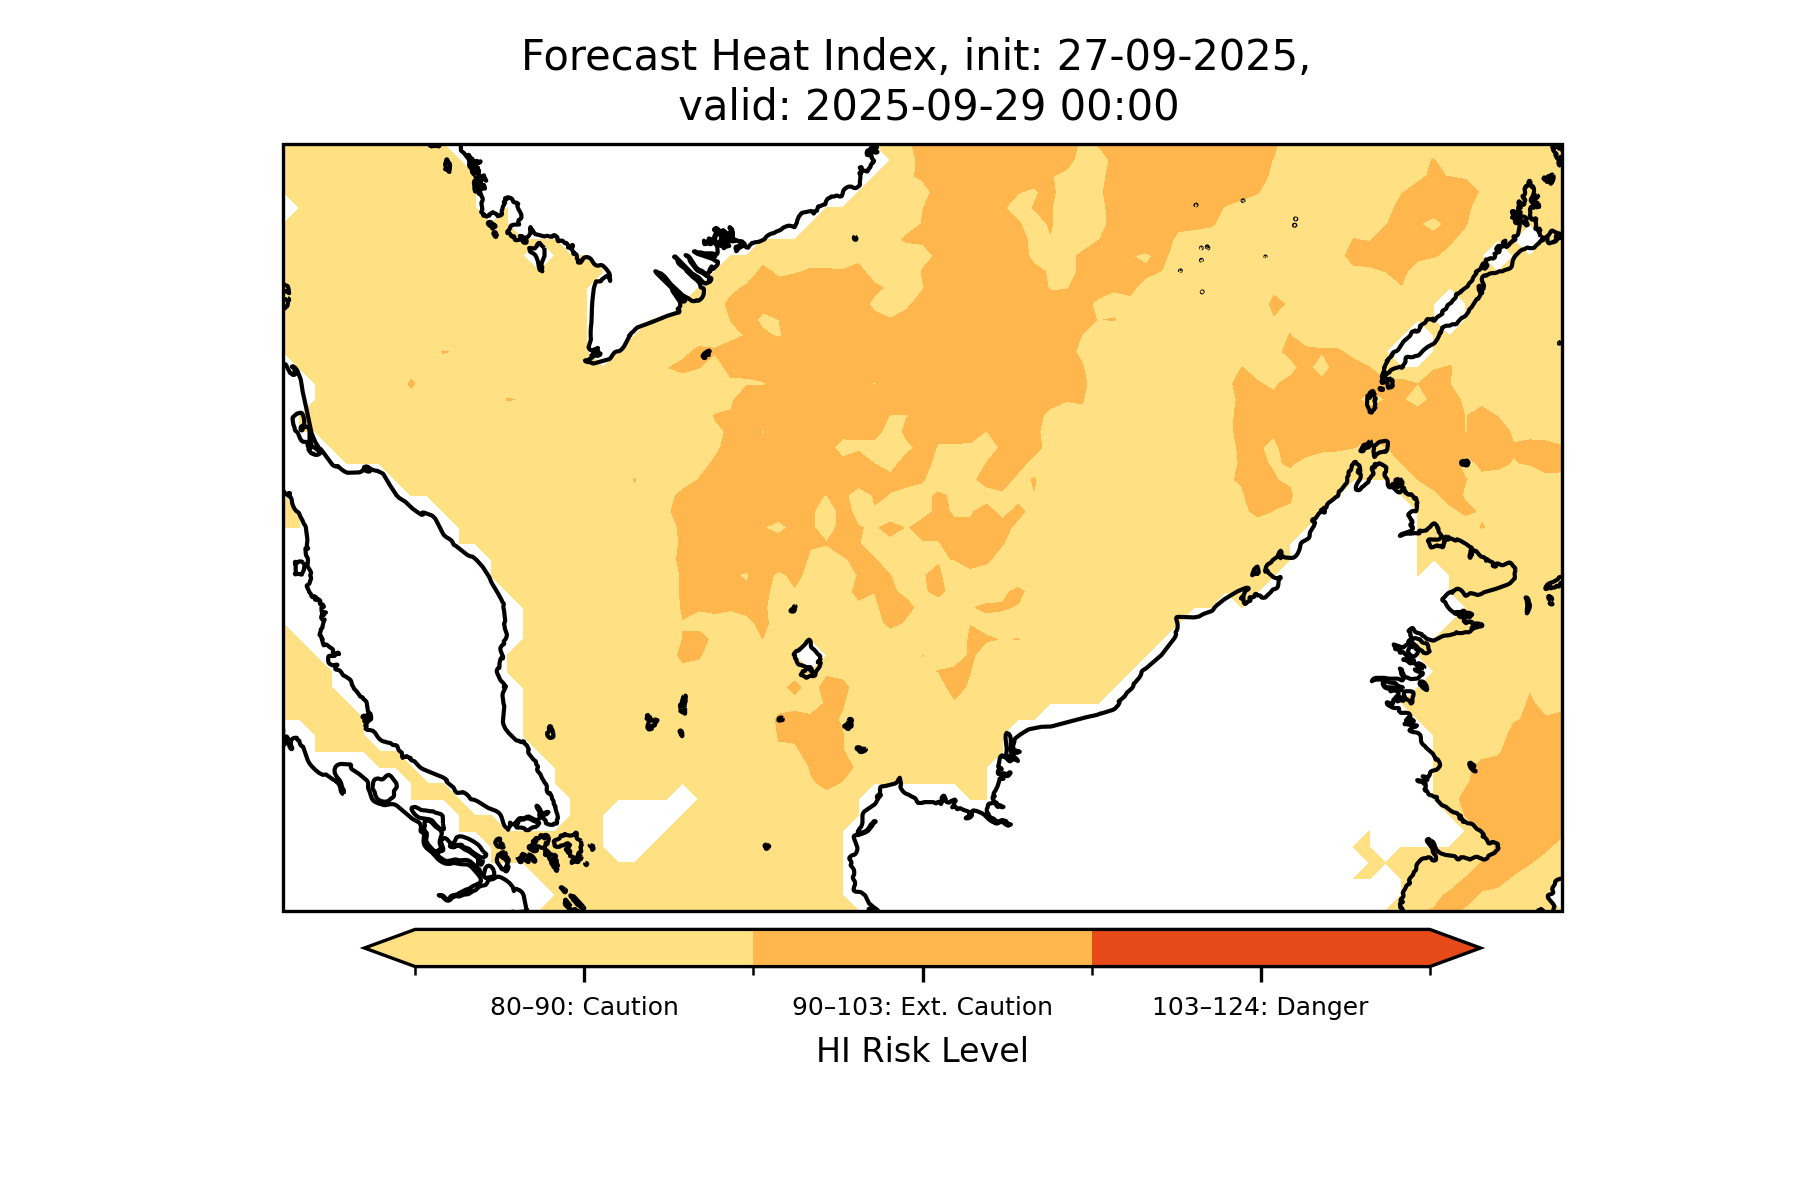 Forecast Heat Index, init: 27-09-2025,
valid: 2025-09-29 00:00
80–90: Caution
90–103: Ext. Caution
103–124: Danger
HI Risk Level